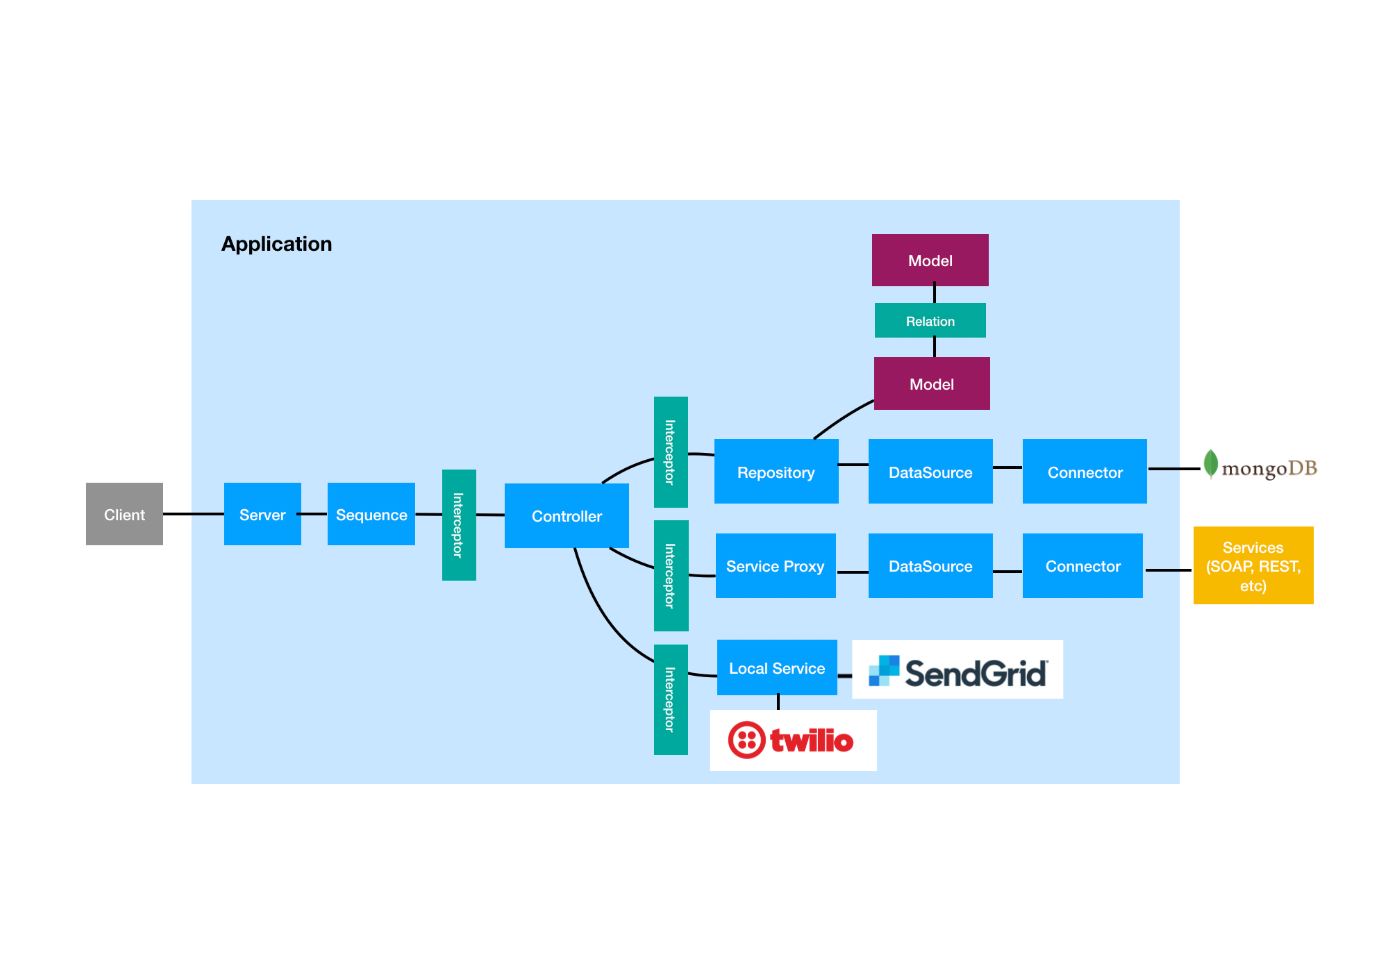 Application
Model
Relation
Model
Interceptor
Repository
DataSource
Connector
mongoDB
Client
Server
Sequence
Interceptor
Controller
Interceptor
Service Proxy
DataSource
Connector
Services
(SOAP, REST,
etc)
Interceptor
Local Service
SendGrid
twilio